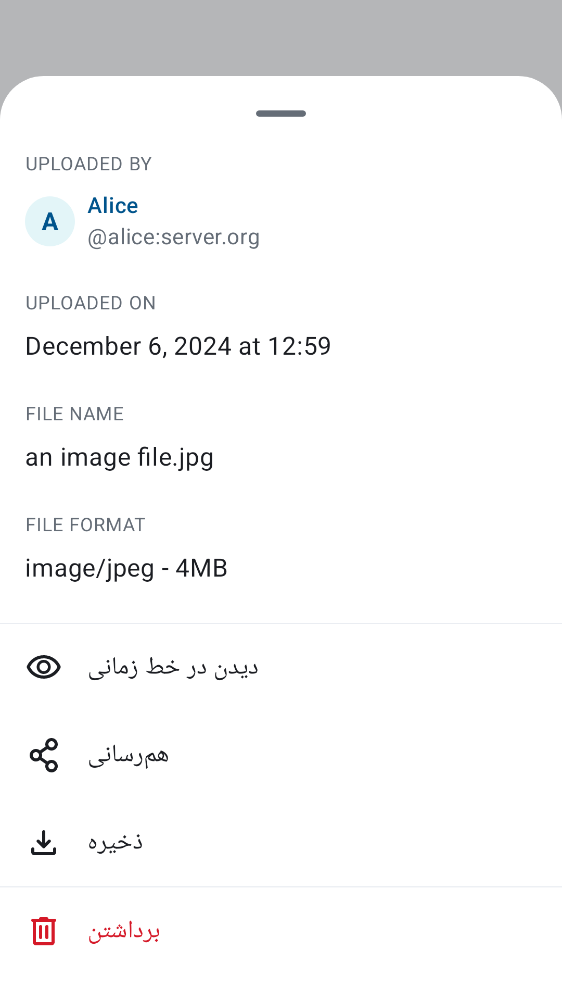 UPLOADED BY
A
Alice
@alice:server.org
UPLOADED ON
December 6, 2024 at 12:59
FILE NAME
an image file.jpg
FILE FORMAT
image/jpeg - 4MB
دیدن در خط زمانی
هم‌رسانی
ذخیره
برداشتن